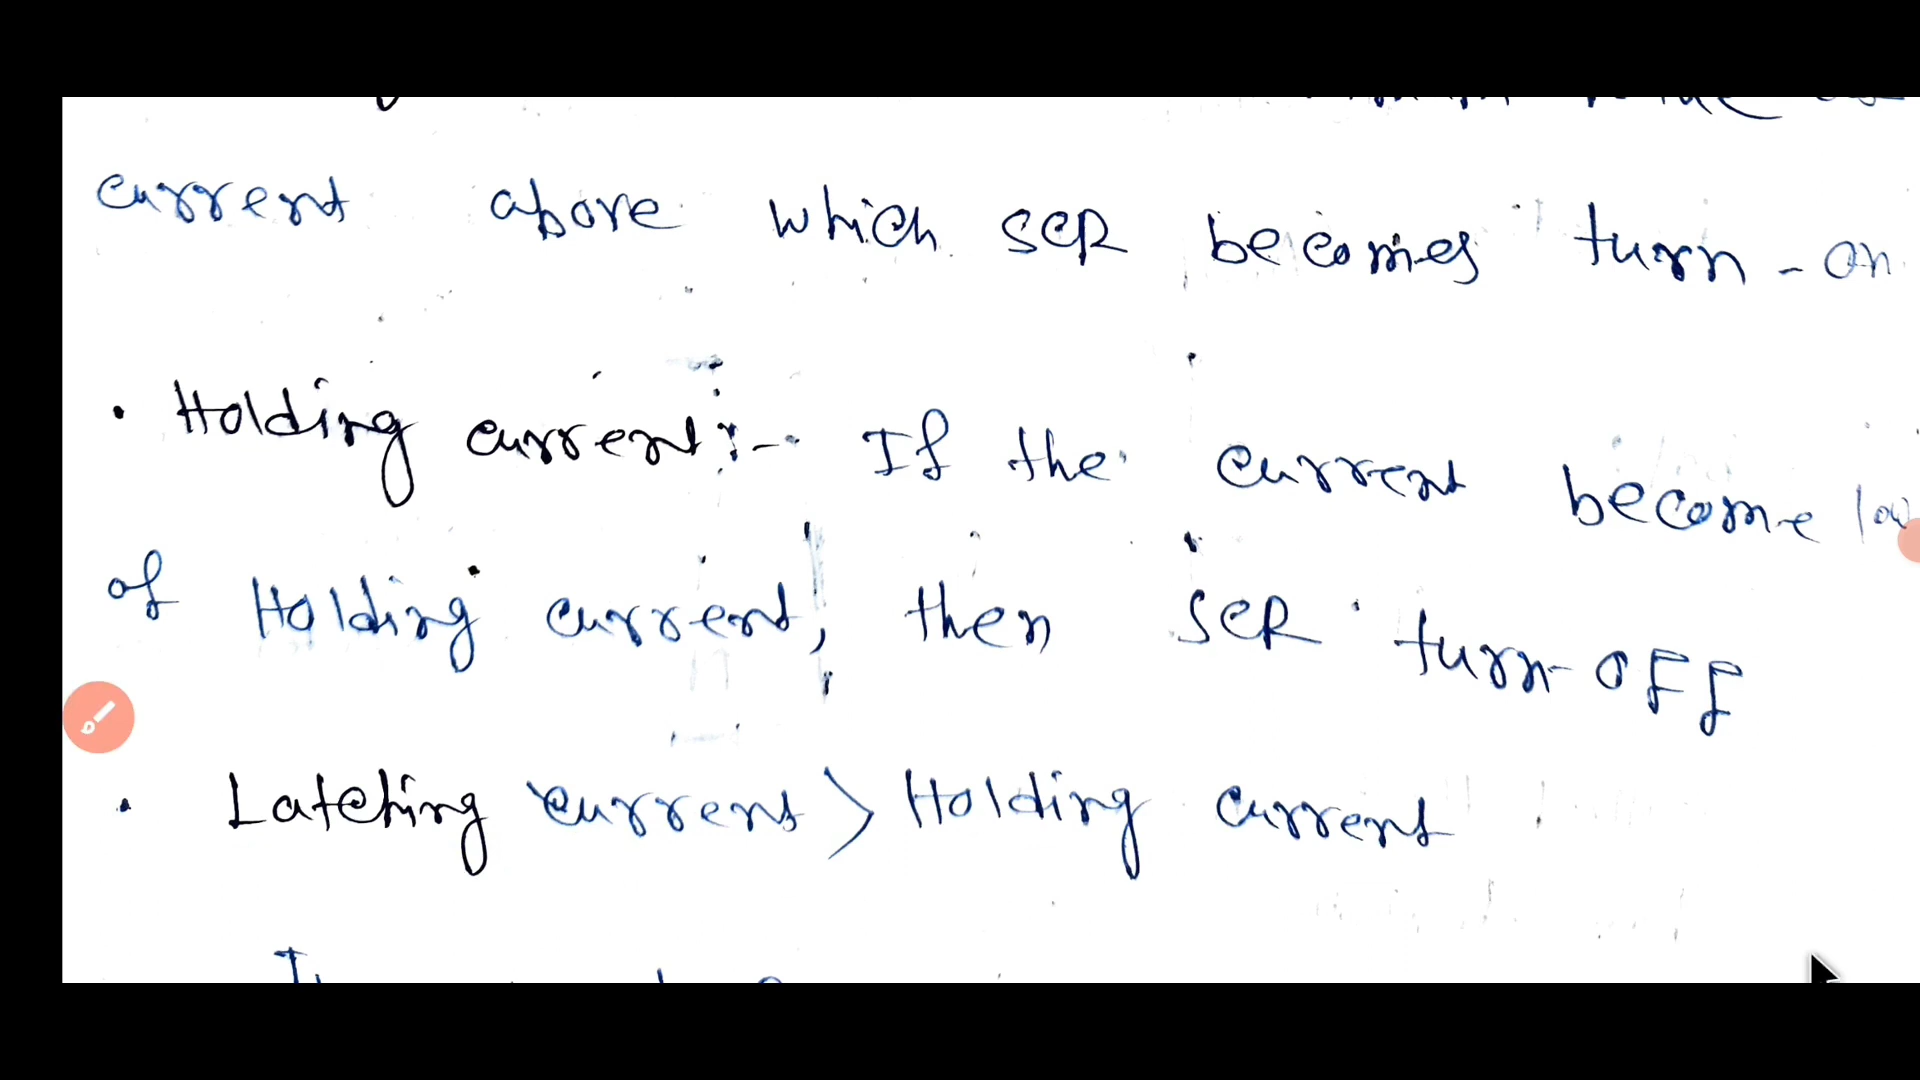 current above which SCR becomes turn-on
• Holding current :- If the current become low
of Holding current, then SCR turn-off
• Latching current > Holding current